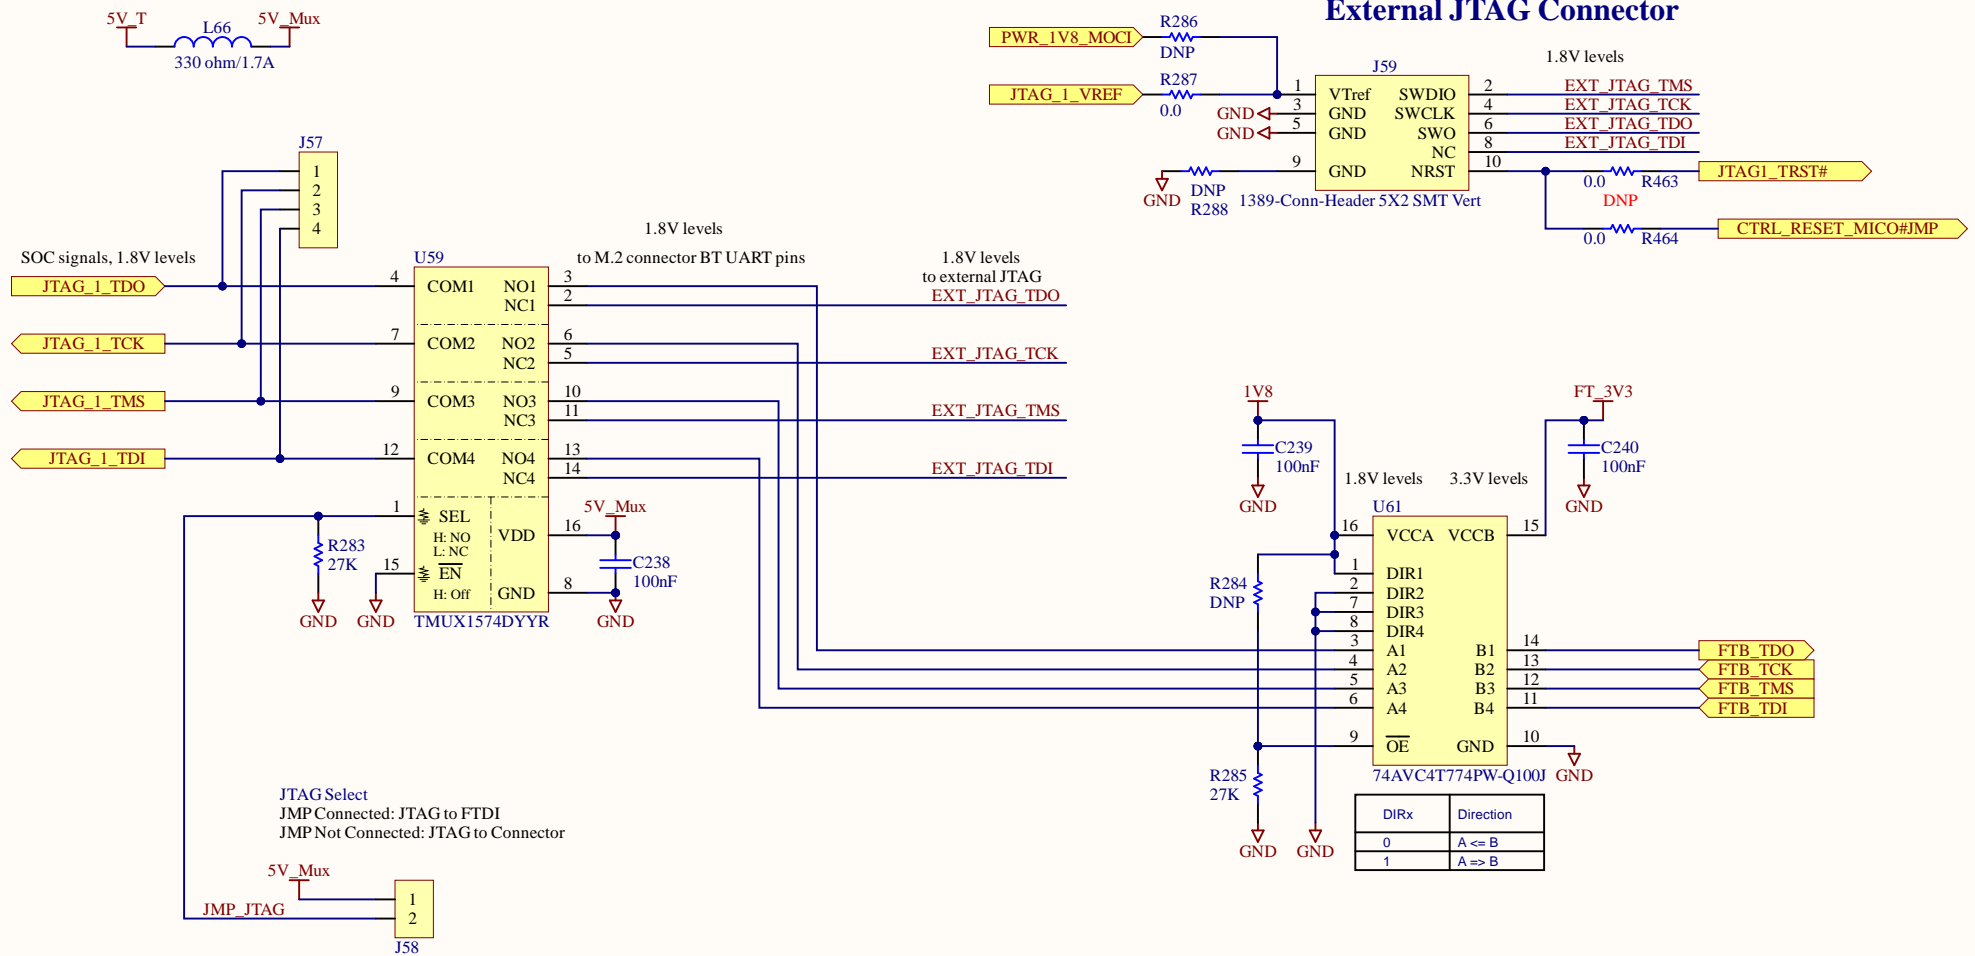 External JTAG Connector
5V_T
L66
5V_Mux
330 ohm/1.7A
PWR_1V8_MOCI
R286
DNP
JTAG_1_VREF
R287
0.0
J59
1.8V levels
1 VTref SWDIO 2 EXT_JTAG_TMS
GND 3 GND SWCLK 4 EXT_JTAG_TCK
GND 5 GND SWO 6 EXT_JTAG_TDO
NC 8 EXT_JTAG_TDI
9 GND NRST 10
GND
DNP
R288
1389-Conn-Header 5X2 SMT Vert
0.0 R463
DNP
JTAG1_TRST#
0.0 R464
CTRL_RESET_MICO#JMP
J57
1
2
3
4
SOC signals, 1.8V levels
JTAG_1_TDO
JTAG_1_TCK
JTAG_1_TMS
JTAG_1_TDI
U59
1.8V levels
to M.2 connector BT UART pins
1.8V levels
to external JTAG
4 COM1 NO1 3
NC1 2 EXT_JTAG_TDO
7 COM2 NO2 6
NC2 5 EXT_JTAG_TCK
9 COM3 NO3 10
NC3 11 EXT_JTAG_TMS
12 COM4 NO4 13
NC4 14 EXT_JTAG_TDI
1 SEL
H: NO
L: NC
VDD 16
5V_Mux
15 EN
H: Off
GND 8
C238
100nF
GND
R283
27K
GND
GND
TMUX1574DYYR
1V8
C239
100nF
GND
FT_3V3
C240
100nF
GND
1.8V levels
3.3V levels
U61
16 VCCA VCCB 15
1 DIR1
2 DIR2
7 DIR3
8 DIR4
3 A1 B1 14 FTB_TDO
4 A2 B2 13 FTB_TCK
5 A3 B3 12 FTB_TMS
6 A4 B4 11 FTB_TDI
9 OE GND 10
GND
74AVC4T774PW-Q100J
R284
DNP
R285
27K
GND
GND
DIRx Direction
0 A <= B
1 A => B
JTAG Select
JMP Connected: JTAG to FTDI
JMP Not Connected: JTAG to Connector
5V_Mux
JMP_JTAG
1
2
J58